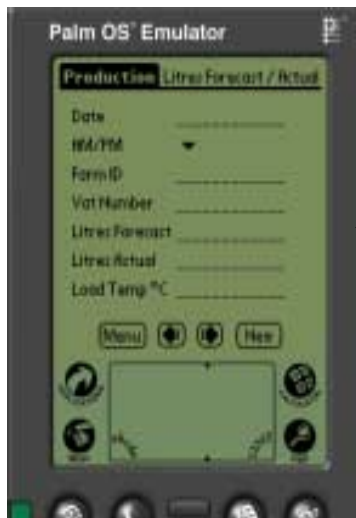 Palm OS® Emulator
Production Litres Forecast / Actual
Date
AM/PM
Farm ID
Vat Number
Litres Forecast
Litres Actual
Load Temp °C
Menu New